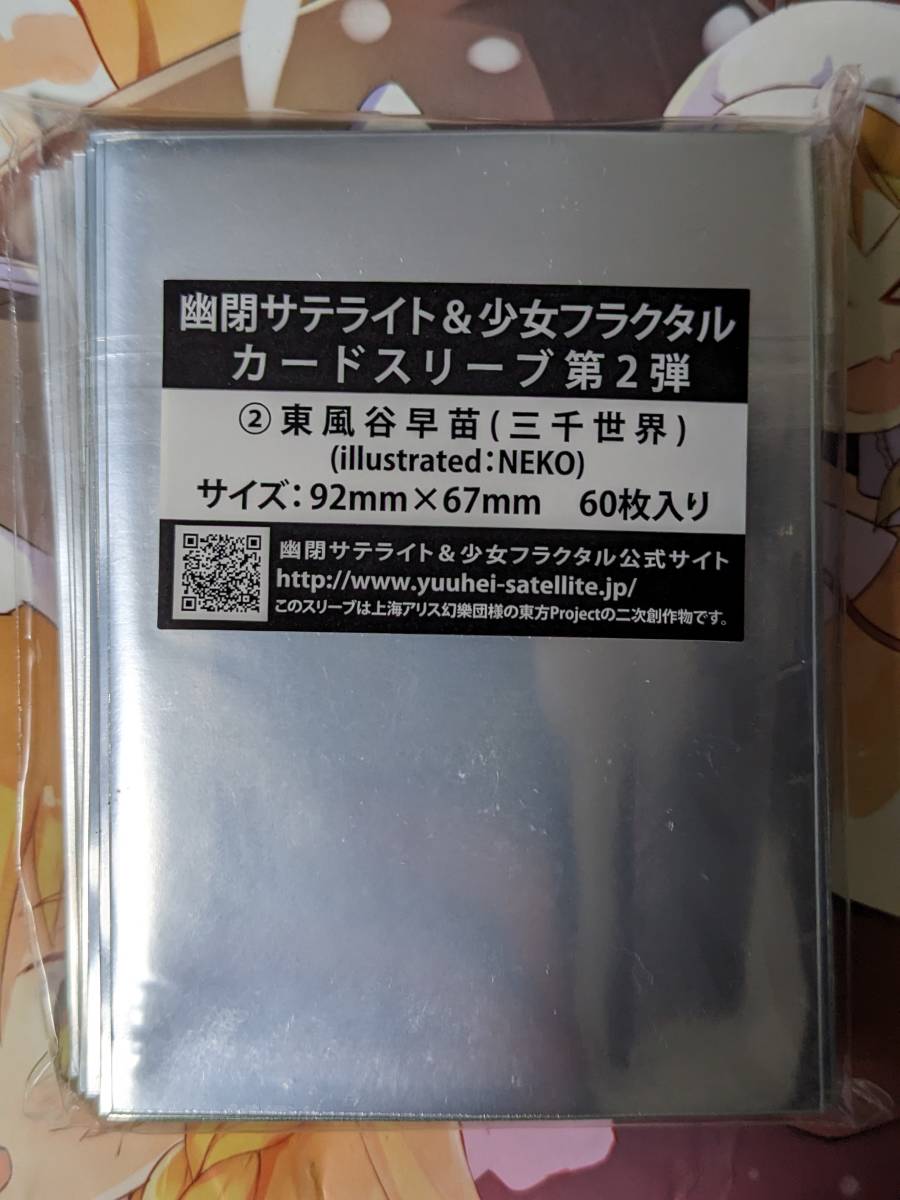 幽閉サテライト＆少女フラクタル
カードスリーブ第2弾
②東風谷早苗(三千世界)
(illustrated:NEKO)
サイズ:92mm×67mm 60枚入り
幽閉サテライト＆少女フラクタル公式サイト
http://www.yuuhei-satellite.jp/
このスリーブは上海アリス幻樂団様の東方Projectの二次創作物です。